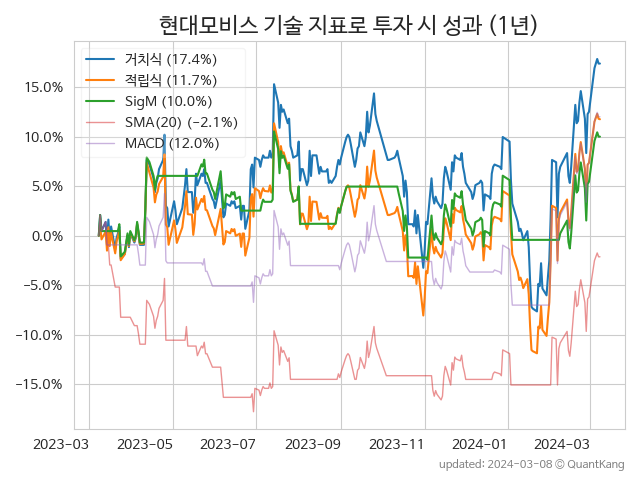 현대모비스 기술 지표로 투자 시 성과 (1년)
거치식 (17.4%)
적립식 (11.7%)
SigM (10.0%)
SMA(20) (−2.1%)
MACD (12.0%)
15.0%
10.0%
5.0%
0.0%
−5.0%
−10.0%
−15.0%
2023-03 2023-05 2023-07 2023-09 2023-11 2024-01 2024-03
updated: 2024-03-08 © QuantKang